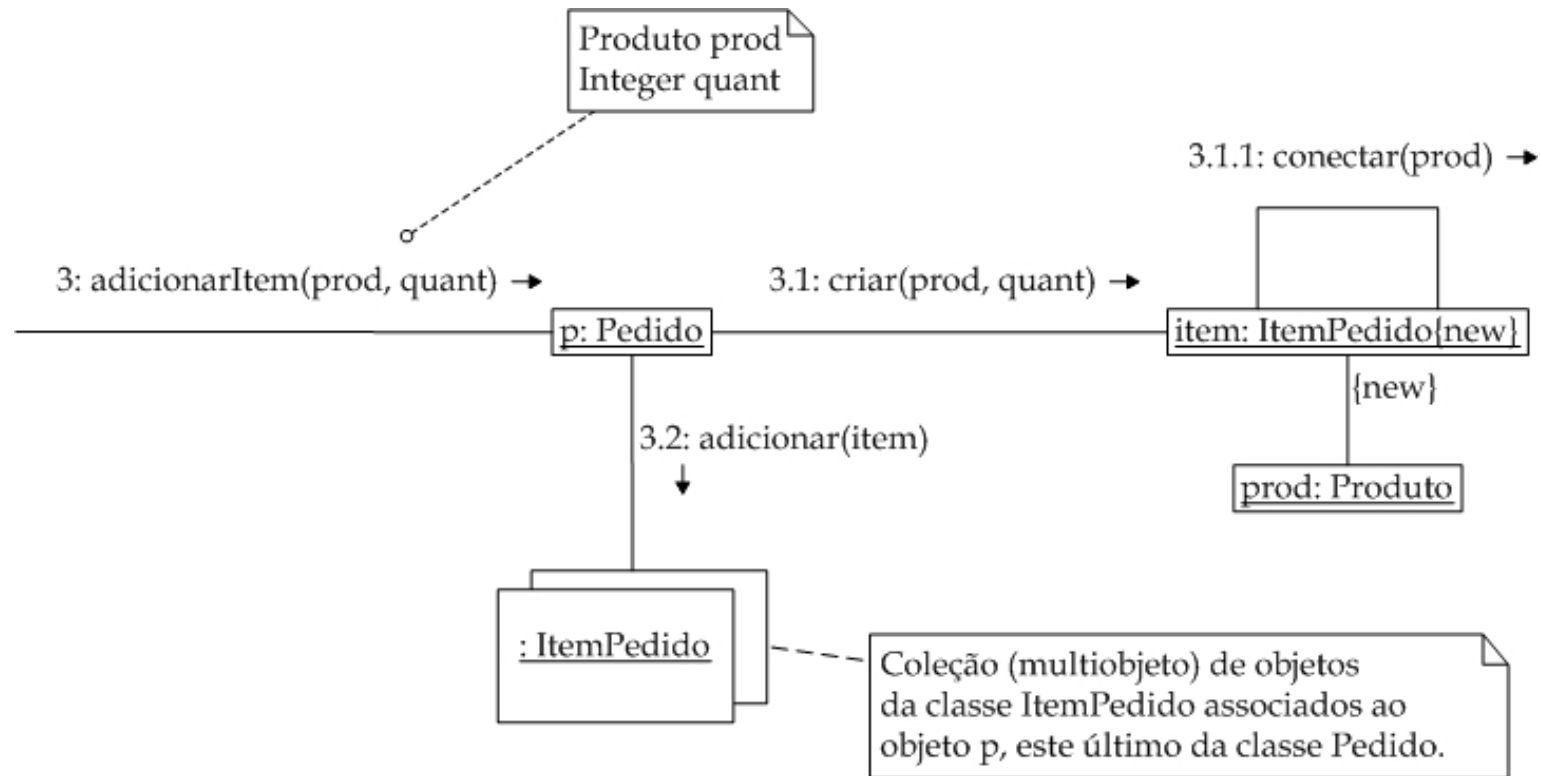 Produto prod
Integer quant
3.1.1: conectar(prod)
3: adicionarItem(prod, quant)
3.1: criar(prod, quant)
p: Pedido
item: ItemPedido{new}
{new}
3.2: adicionar(item)
prod: Produto
: ItemPedido
Coleção (multiobjeto) de objetos
da classe ItemPedido associados ao
objeto p, este último da classe Pedido.